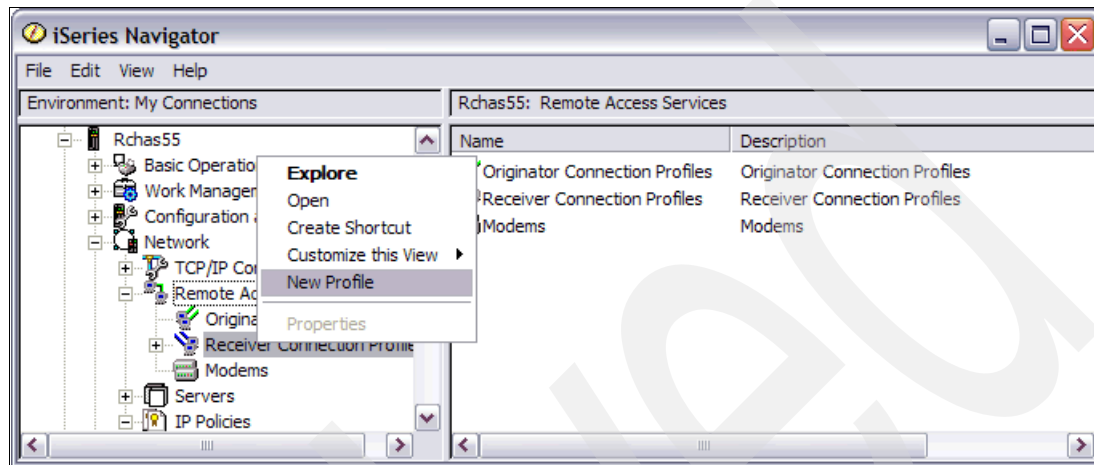 iSeries Navigator
File Edit View Help
Environment: My Connections
Rchas55: Remote Access Services
Rchas55
Basic Operatio
Work Manager
Configuration
Network
TCP/IP Co
Remote Ac
Origina
Receiver Connection Profile
Modems
Servers
IP Policies
Explore
Open
Create Shortcut
Customize this View
New Profile
Properties
Name Description
Originator Connection Profiles Originator Connection Profiles
Receiver Connection Profiles Receiver Connection Profiles
Modems Modems